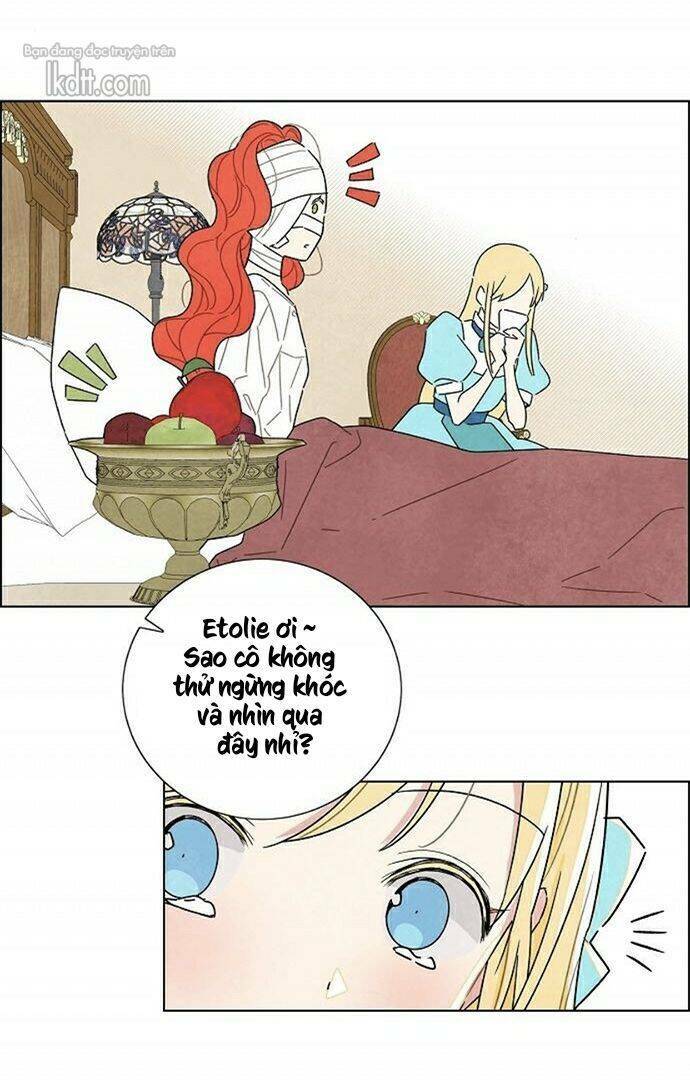 Bạn đang đọc truyện trên
lkdtt.com
Etolie ơi ~
Sao cô không
thử ngừng khóc
và nhìn qua
đây nhỉ?